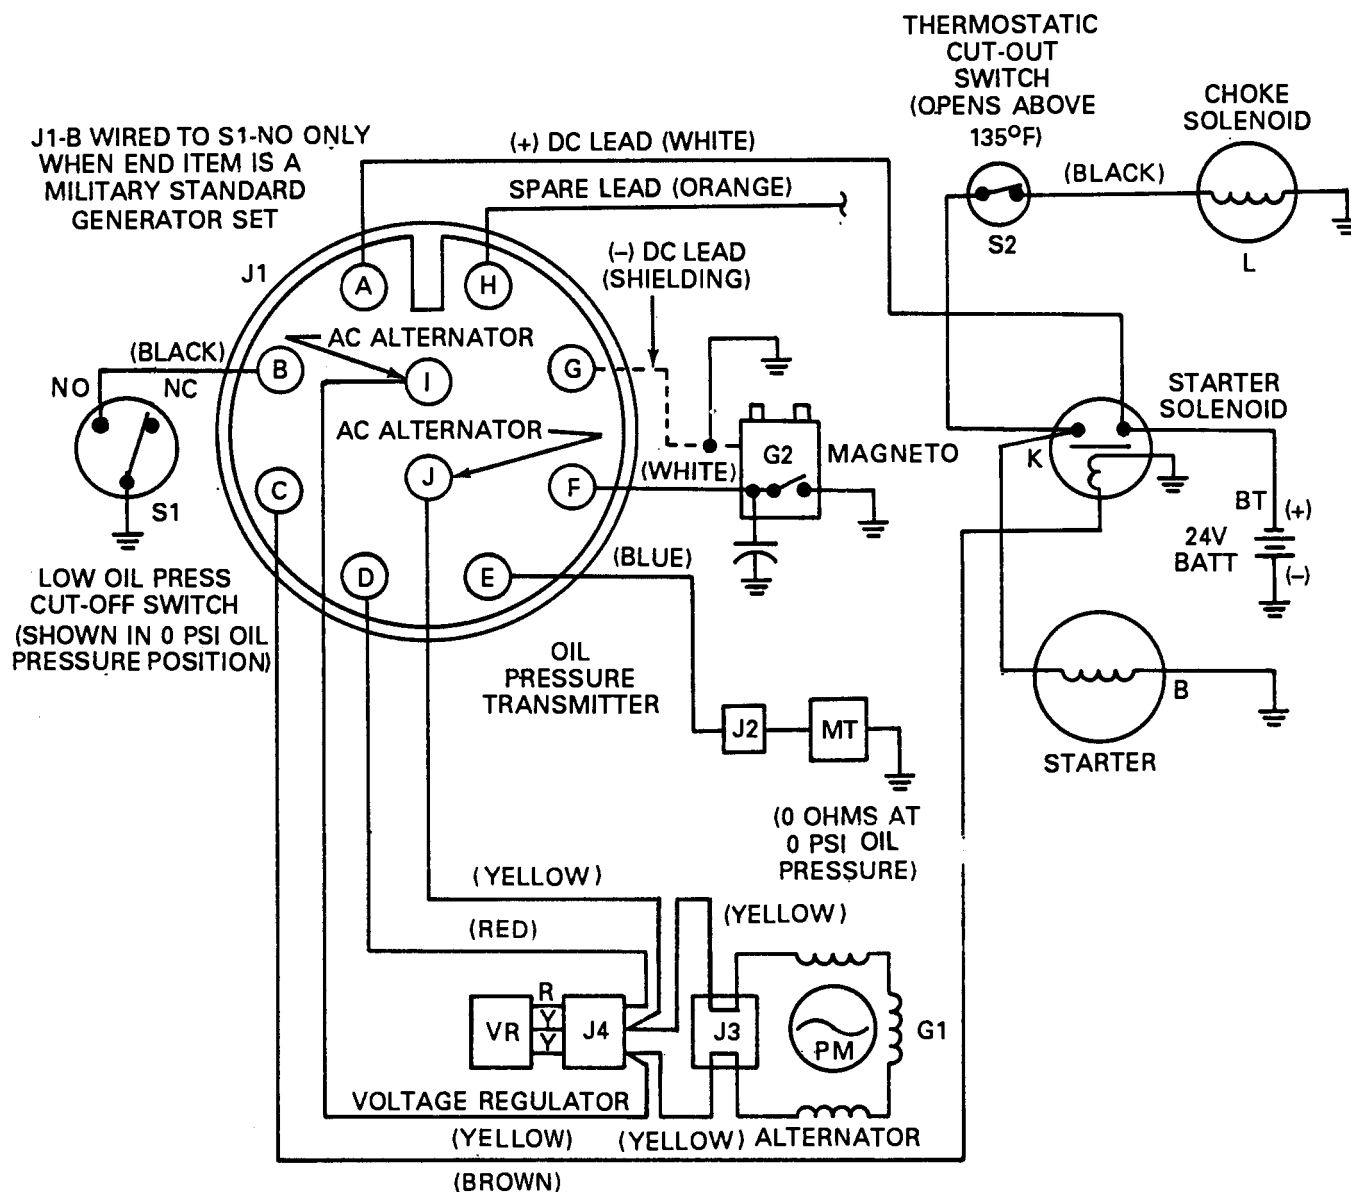 THERMOSTATIC
CUT-OUT
SWITCH
(OPENS ABOVE
135°F)
CHOKE
SOLENOID
J1-B WIRED TO S1-NO ONLY
WHEN END ITEM IS A
MILITARY STANDARD
GENERATOR SET
(+) DC LEAD (WHITE)
SPARE LEAD (ORANGE)
(BLACK)
S2
L
(–) DC LEAD
(SHIELDING)
J1
A
H
AC ALTERNATOR
(BLACK)
B
I
G
NO
NC
STARTER
SOLENOID
AC ALTERNATOR
G2
MAGNETO
K
(WHITE)
J
F
C
S1
BT
(+)
24V
BATT
(–)
(BLUE)
D
E
LOW OIL PRESS
CUT-OFF SWITCH
(SHOWN IN 0 PSI OIL
PRESSURE POSITION)
OIL
PRESSURE
TRANSMITTER
J2
MT
B
STARTER
(0 OHMS AT
0 PSI OIL
PRESSURE)
(YELLOW)
(YELLOW)
(RED)
R
Y
Y
VR
J4
J3
PM
G1
VOLTAGE REGULATOR
(YELLOW)
(YELLOW)
ALTERNATOR
(BROWN)